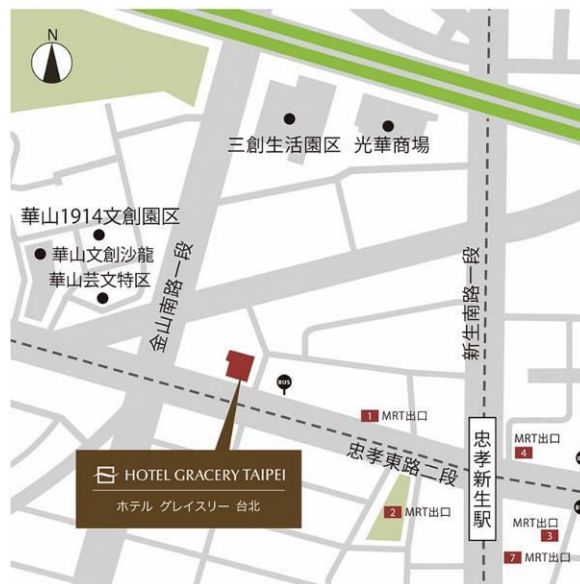 N
三創生活園区
光華商場
華山1914文創園区
華山文創沙龍
華山芸文特区
金山南路一段
新生南路一段
BUS
1 MRT出口
忠孝東路二段
忠孝新生駅
MRT出口
4
HOTEL GRACERY TAIPEI
ホテル グレイスリー 台北
2 MRT出口
MRT出口
3
7 MRT出口